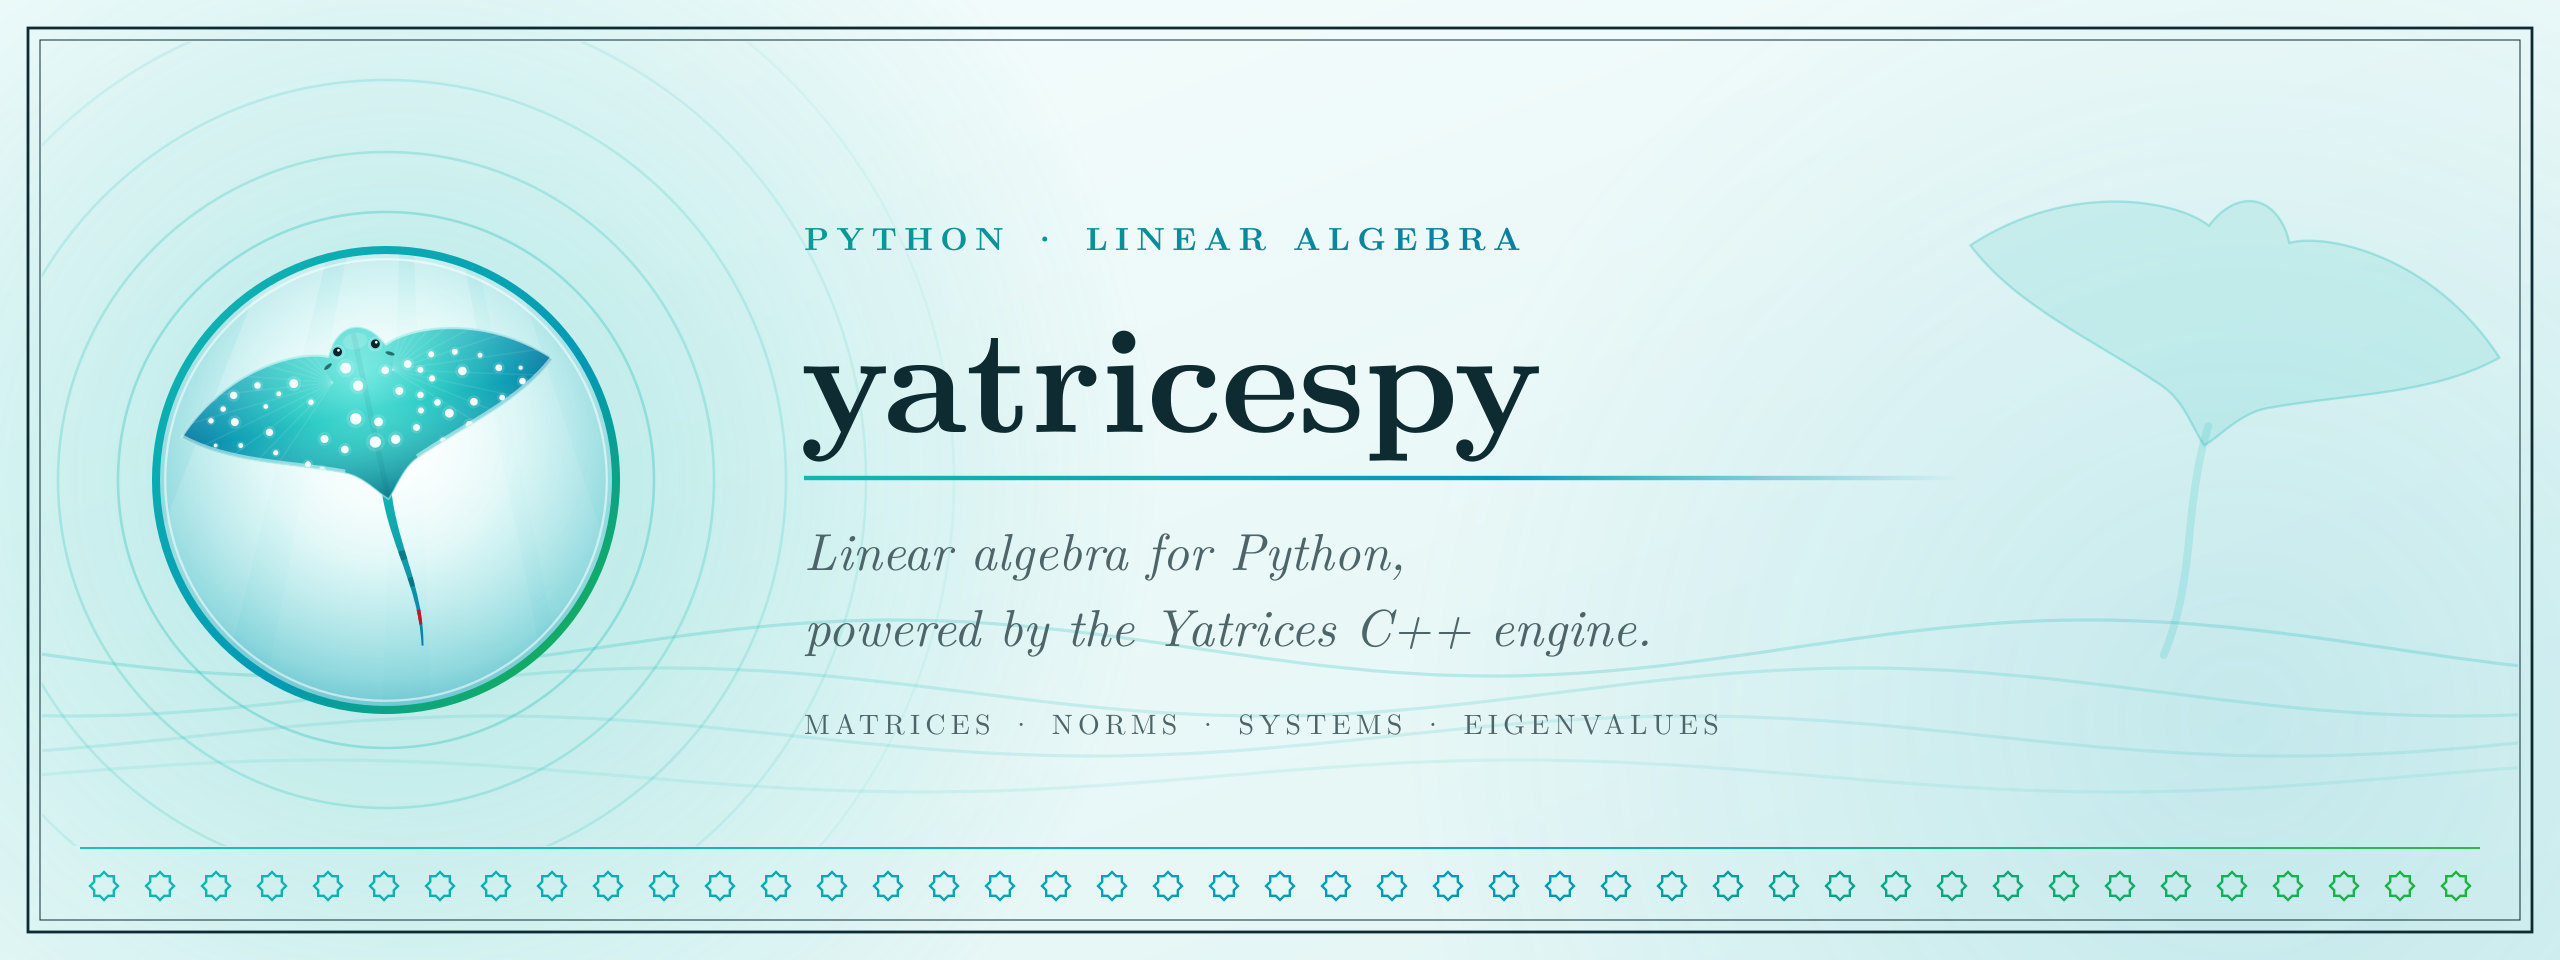 PYTHON · LINEAR ALGEBRA
yatricespy
Linear algebra for Python,
powered by the Yatrices C++ engine.
MATRICES · NORMS · SYSTEMS · EIGENVALUES